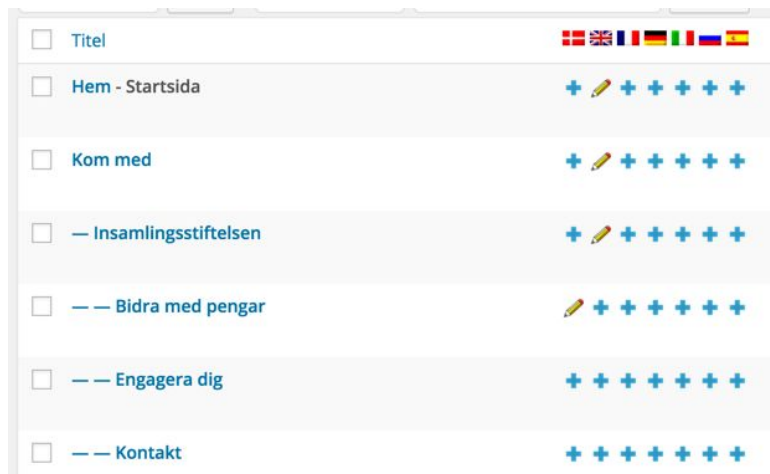 Titel
Hem - Startsida
Kom med
— Insamlingsstiftelsen
— — Bidra med pengar
— — Engagera dig
— — Kontakt